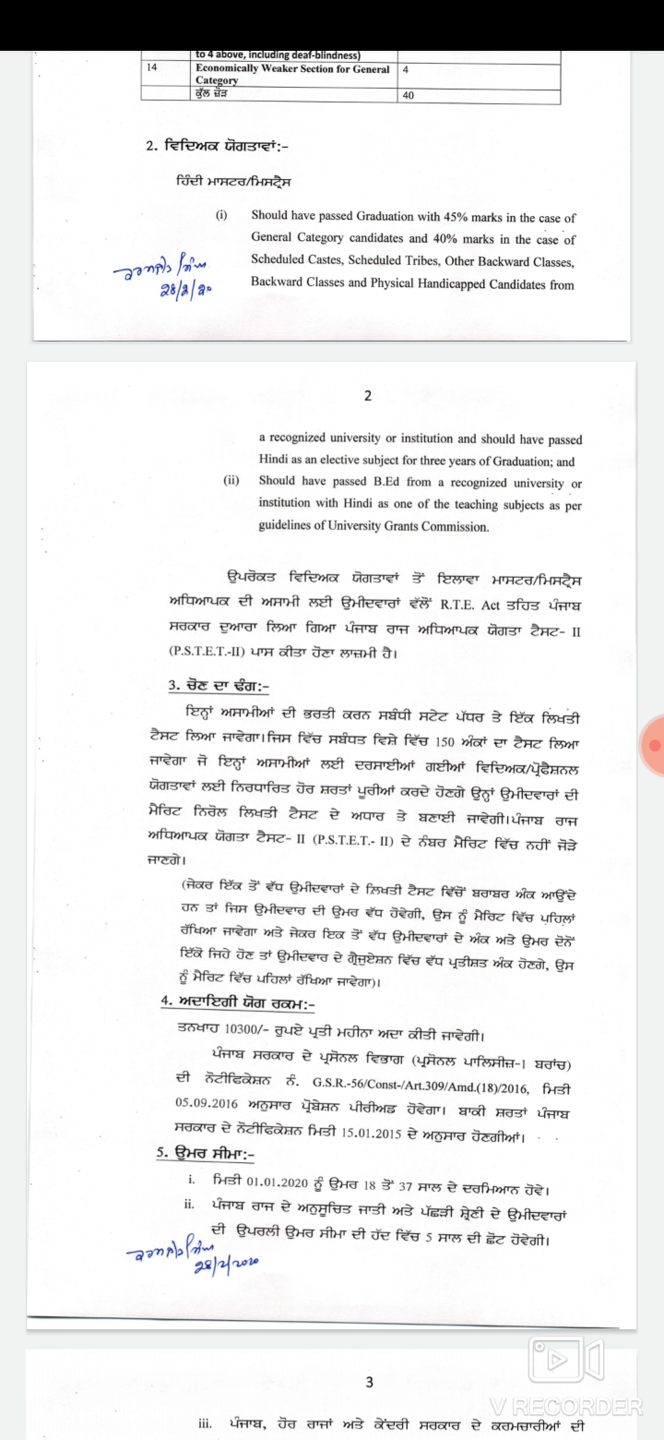 to 4 above, including deaf-blindness)
14 Economically Weaker Section for General 4
Category
ਕੁੱਲ ਜੋੜ 40
2. ਵਿਦਿਅਕ ਯੋਗਤਾਵਾਂ:-
ਹਿੰਦੀ ਮਾਸਟਰ/ਮਿਸਟ੍ਰੈਸ
(i) Should have passed Graduation with 45% marks in the case of
General Category candidates and 40% marks in the case of
Scheduled Castes, Scheduled Tribes, Other Backward Classes,
Backward Classes and Physical Handicapped Candidates from
2
a recognized university or institution and should have passed
Hindi as an elective subject for three years of Graduation; and
(ii) Should have passed B.Ed from a recognized university or
institution with Hindi as one of the teaching subjects as per
guidelines of University Grants Commission.
ਉਪਰੋਕਤ ਵਿਦਿਅਕ ਯੋਗਤਾਵਾਂ ਤੋਂ ਇਲਾਵਾ ਮਾਸਟਰ/ਮਿਸਟ੍ਰੈਸ
ਅਧਿਆਪਕ ਦੀ ਅਸਾਮੀ ਲਈ ਉਮੀਦਵਾਰਾਂ ਵੱਲੋਂ R.T.E. Act ਤਹਿਤ ਪੰਜਾਬ
ਸਰਕਾਰ ਦੁਆਰਾ ਲਿਆ ਗਿਆ ਪੰਜਾਬ ਰਾਜ ਅਧਿਆਪਕ ਯੋਗਤਾ ਟੈਸਟ- II
(P.S.T.E.T.-II) ਪਾਸ ਕੀਤਾ ਹੋਣਾ ਲਾਜ਼ਮੀ ਹੈ।
3. ਚੋਣ ਦਾ ਢੰਗ:-
ਇਨ੍ਹਾਂ ਅਸਾਮੀਆਂ ਦੀ ਭਰਤੀ ਕਰਨ ਸਬੰਧੀ ਸਟੇਟ ਪੱਧਰ ਤੇ ਇੱਕ ਲਿਖਤੀ
ਟੈਸਟ ਲਿਆ ਜਾਵੇਗਾ।ਜਿਸ ਵਿੱਚ ਸਬੰਧਤ ਵਿਸ਼ੇ ਵਿੱਚ 150 ਅੰਕਾਂ ਦਾ ਟੈਸਟ ਲਿਆ
ਜਾਵੇਗਾ ਜੋ ਇਨ੍ਹਾਂ ਅਸਾਮੀਆਂ ਲਈ ਦਰਸਾਈਆਂ ਗਈਆਂ ਵਿਦਿਅਕ/ਪ੍ਰੋਫੈਸ਼ਨਲ
ਯੋਗਤਾਵਾਂ ਲਈ ਨਿਰਧਾਰਿਤ ਹੋਰ ਸ਼ਰਤਾਂ ਪੂਰੀਆਂ ਕਰਦੇ ਹੋਣਗੇ ਉਨ੍ਹਾਂ ਉਮੀਦਵਾਰਾਂ ਦੀ
ਮੈਰਿਟ ਨਿਰੋਲ ਲਿਖਤੀ ਟੈਸਟ ਦੇ ਅਧਾਰ ਤੇ ਬਣਾਈ ਜਾਵੇਗੀ।ਪੰਜਾਬ ਰਾਜ
ਅਧਿਆਪਕ ਯੋਗਤਾ ਟੈਸਟ- II (P.S.T.E.T.- II) ਦੇ ਨੰਬਰ ਮੈਰਿਟ ਵਿੱਚ ਨਹੀਂ ਜੋੜੇ
ਜਾਣਗੇ।
(ਜੇਕਰ ਇੱਕ ਤੋਂ ਵੱਧ ਉਮੀਦਵਾਰਾਂ ਦੇ ਲਿਖਤੀ ਟੈਸਟ ਵਿੱਚੋਂ ਬਰਾਬਰ ਅੰਕ ਆਉਂਦੇ
ਹਨ ਤਾਂ ਜਿਸ ਉਮੀਦਵਾਰ ਦੀ ਉਮਰ ਵੱਧ ਹੋਵੇਗੀ, ਉਸ ਨੂੰ ਮੈਰਿਟ ਵਿੱਚ ਪਹਿਲਾਂ
ਰੱਖਿਆ ਜਾਵੇਗਾ ਅਤੇ ਜੇਕਰ ਇਕ ਤੋਂ ਵੱਧ ਉਮੀਦਵਾਰਾਂ ਦੇ ਅੰਕ ਅਤੇ ਉਮਰ ਦੋਨੋਂ
ਇੱਕੋ ਜਿਹੇ ਹੋਣ ਤਾਂ ਉਮੀਦਵਾਰ ਦੇ ਗ੍ਰੈਜੂਏਸ਼ਨ ਵਿੱਚ ਵੱਧ ਪ੍ਰਤੀਸ਼ਤ ਅੰਕ ਹੋਣਗੇ, ਉਸ
ਨੂੰ ਮੈਰਿਟ ਵਿੱਚ ਪਹਿਲਾਂ ਰੱਖਿਆ ਜਾਵੇਗਾ)।
4. ਅਦਾਇਗੀ ਯੋਗ ਰਕਮ:-
ਤਨਖਾਹ 10300/- ਰੁਪਏ ਪ੍ਰਤੀ ਮਹੀਨਾ ਅਦਾ ਕੀਤੀ ਜਾਵੇਗੀ।
ਪੰਜਾਬ ਸਰਕਾਰ ਦੇ ਪ੍ਰਸੋਨਲ ਵਿਭਾਗ (ਪ੍ਰਸੋਨਲ ਪਾਲਿਸੀਜ਼-1 ਬਰਾਂਚ)
ਦੀ ਨੋਟੀਫਿਕੇਸ਼ਨ ਨੰ. G.S.R.-56/Const-/Art.309/Amd.(18)/2016, ਮਿਤੀ
05.09.2016 ਅਨੁਸਾਰ ਪ੍ਰੋਬੇਸ਼ਨ ਪੀਰੀਅਡ ਹੋਵੇਗਾ। ਬਾਕੀ ਸ਼ਰਤਾਂ ਪੰਜਾਬ
ਸਰਕਾਰ ਦੇ ਨੋਟੀਫਿਕੇਸ਼ਨ ਮਿਤੀ 15.01.2015 ਦੇ ਅਨੁਸਾਰ ਹੋਣਗੀਆਂ।
5. ਉਮਰ ਸੀਮਾ:-
i. ਮਿਤੀ 01.01.2020 ਨੂੰ ਉਮਰ 18 ਤੋਂ 37 ਸਾਲ ਦੇ ਦਰਮਿਆਨ ਹੋਵੇ।
ii. ਪੰਜਾਬ ਰਾਜ ਦੇ ਅਨੁਸੂਚਿਤ ਜਾਤੀ ਅਤੇ ਪੱਛੜੀ ਸ਼੍ਰੇਣੀ ਦੇ ਉਮੀਦਵਾਰਾਂ
ਦੀ ਉਪਰਲੀ ਉਮਰ ਸੀਮਾ ਦੀ ਹੱਦ ਵਿੱਚ 5 ਸਾਲ ਦੀ ਛੋਟ ਹੋਵੇਗੀ।
28/2/2020
3
V RECORDER
iii. ਪੰਜਾਬ, ਹੋਰ ਰਾਜਾਂ ਅਤੇ ਕੇਂਦਰੀ ਸਰਕਾਰ ਦੇ ਕਰਮਚਾਰੀਆਂ ਦੀ